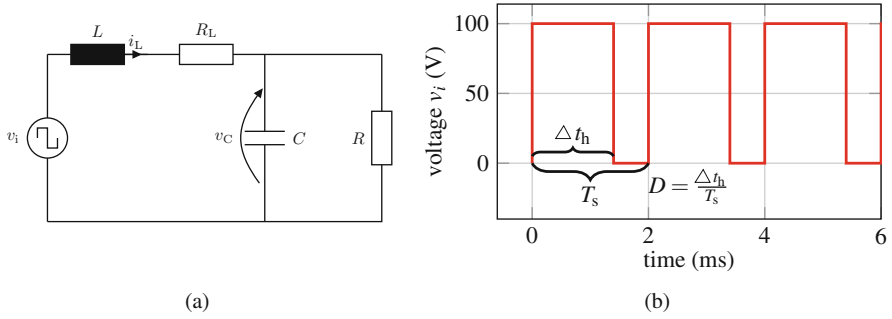 L
i_L
R_L
v_i
v_C
C
R
(a)
voltage v_i (V)
100
50
0
△t_h
T_s
D = △t_h / T_s
0
2
4
6
time (ms)
(b)